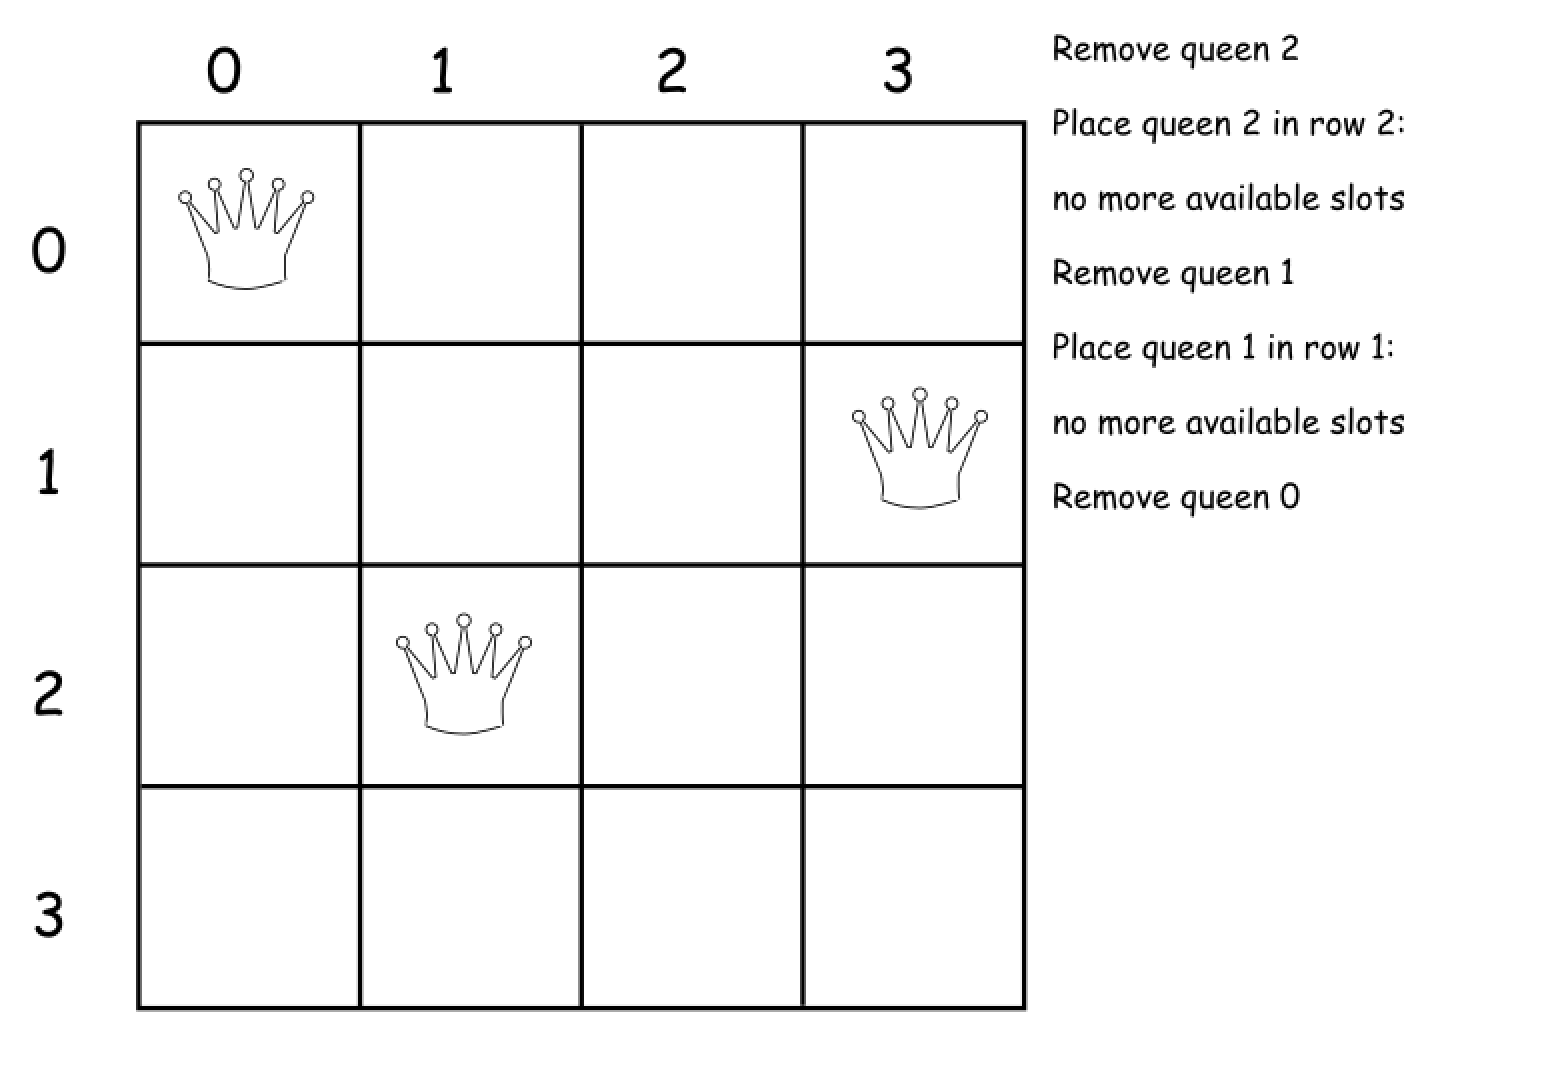 0 1 2 3
Remove queen 2
Place queen 2 in row 2:
no more available slots
Remove queen 1
Place queen 1 in row 1:
no more available slots
Remove queen 0
0
1
2
3